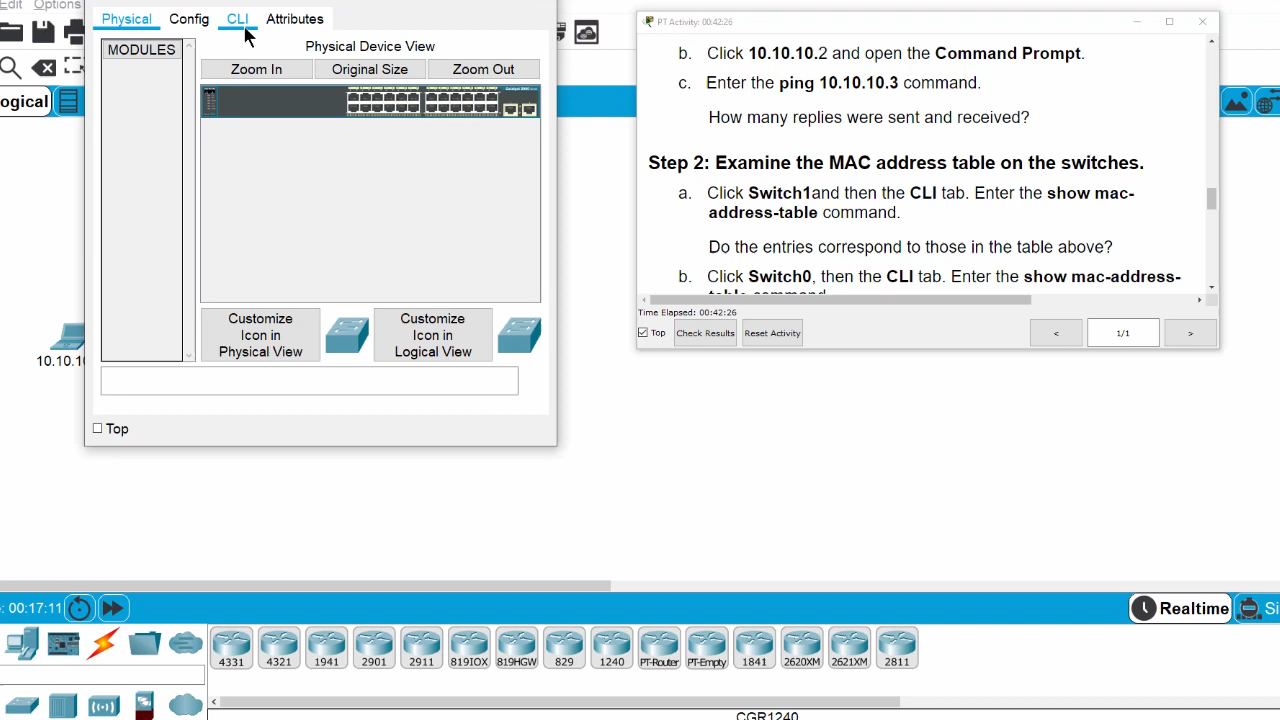 Edit Options
Physical Config CLI Attributes
MODULES
Physical Device View
Zoom In Original Size Zoom Out
Customize
Icon in
Physical View
Customize
Icon in
Logical View
Top
ogical
10.10.10
PT Activity: 00:42:26
b. Click 10.10.10.2 and open the Command Prompt.
c. Enter the ping 10.10.10.3 command.
How many replies were sent and received?
Step 2: Examine the MAC address table on the switches.
a. Click Switch1and then the CLI tab. Enter the show mac-
address-table command.
Do the entries correspond to those in the table above?
b. Click Switch0, then the CLI tab. Enter the show mac-address-
table command
Time Elapsed: 00:42:26
Top Check Results Reset Activity < 1/1 >
: 00:17:11
Realtime Si
4331 4321 1941 2901 2911 819IOX 819HGW 829 1240 PT-Router PT-Empty 1841 2620XM 2621XM 2811
CGR1240